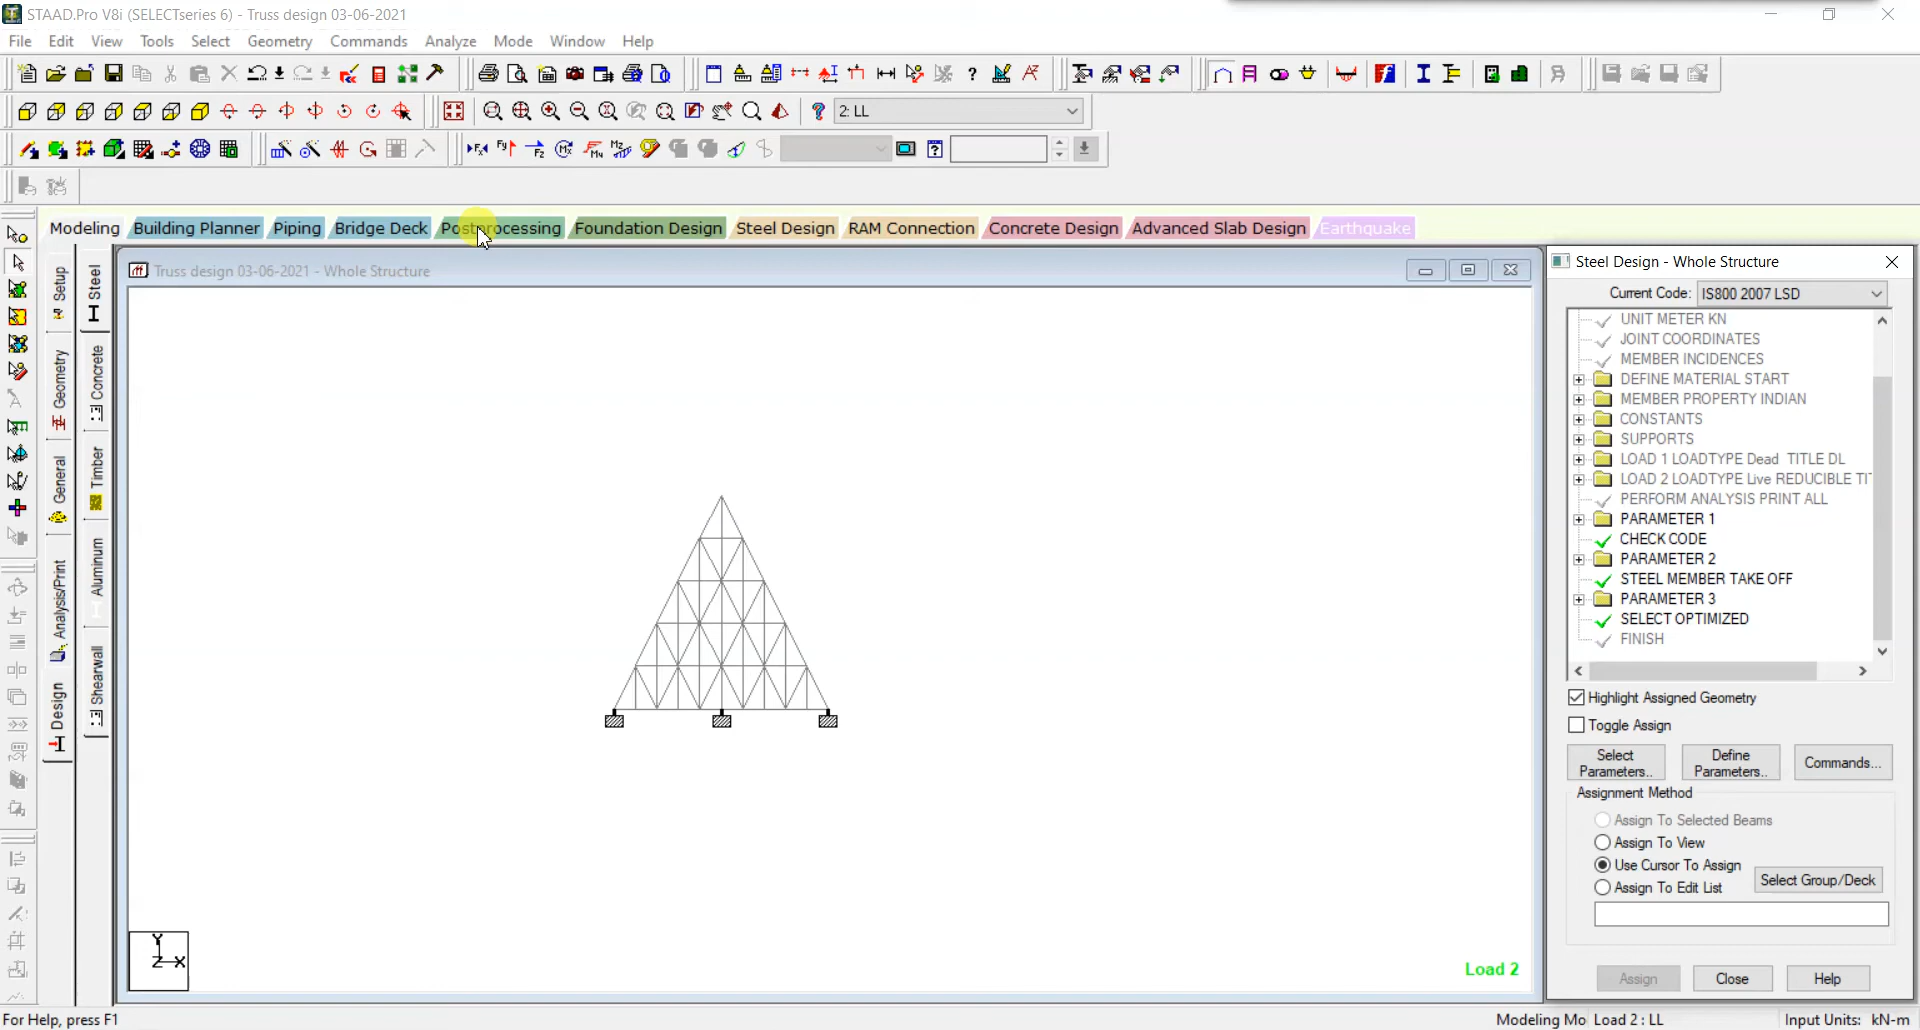 STAAD.Pro V8i (SELECTseries 6) - Truss design 03-06-2021
File Edit View Tools Select Geometry Commands Analyze Mode Window Help
2: LL
Modeling Building Planner Piping Bridge Deck Postprocessing Foundation Design Steel Design RAM Connection Concrete Design Advanced Slab Design Earthquake
Setup
Geometry
General
Analysis/Print
Design
Steel
Concrete
Timber
Aluminum
Shearwall
Truss design 03-06-2021 - Whole Structure
Y
Z X
Load 2
Steel Design - Whole Structure
Current Code: IS800 2007 LSD
UNIT METER KN
JOINT COORDINATES
MEMBER INCIDENCES
DEFINE MATERIAL START
MEMBER PROPERTY INDIAN
CONSTANTS
SUPPORTS
LOAD 1 LOADTYPE Dead TITLE DL
LOAD 2 LOADTYPE Live REDUCIBLE TI
PERFORM ANALYSIS PRINT ALL
PARAMETER 1
CHECK CODE
PARAMETER 2
STEEL MEMBER TAKE OFF
PARAMETER 3
SELECT OPTIMIZED
FINISH
Highlight Assigned Geometry
Toggle Assign
Select Parameters..
Define Parameters..
Commands...
Assignment Method
Assign To Selected Beams
Assign To View
Use Cursor To Assign
Assign To Edit List
Select Group/Deck
Assign Close Help
For Help, press F1
Modeling Mo Load 2 : LL Input Units: kN-m